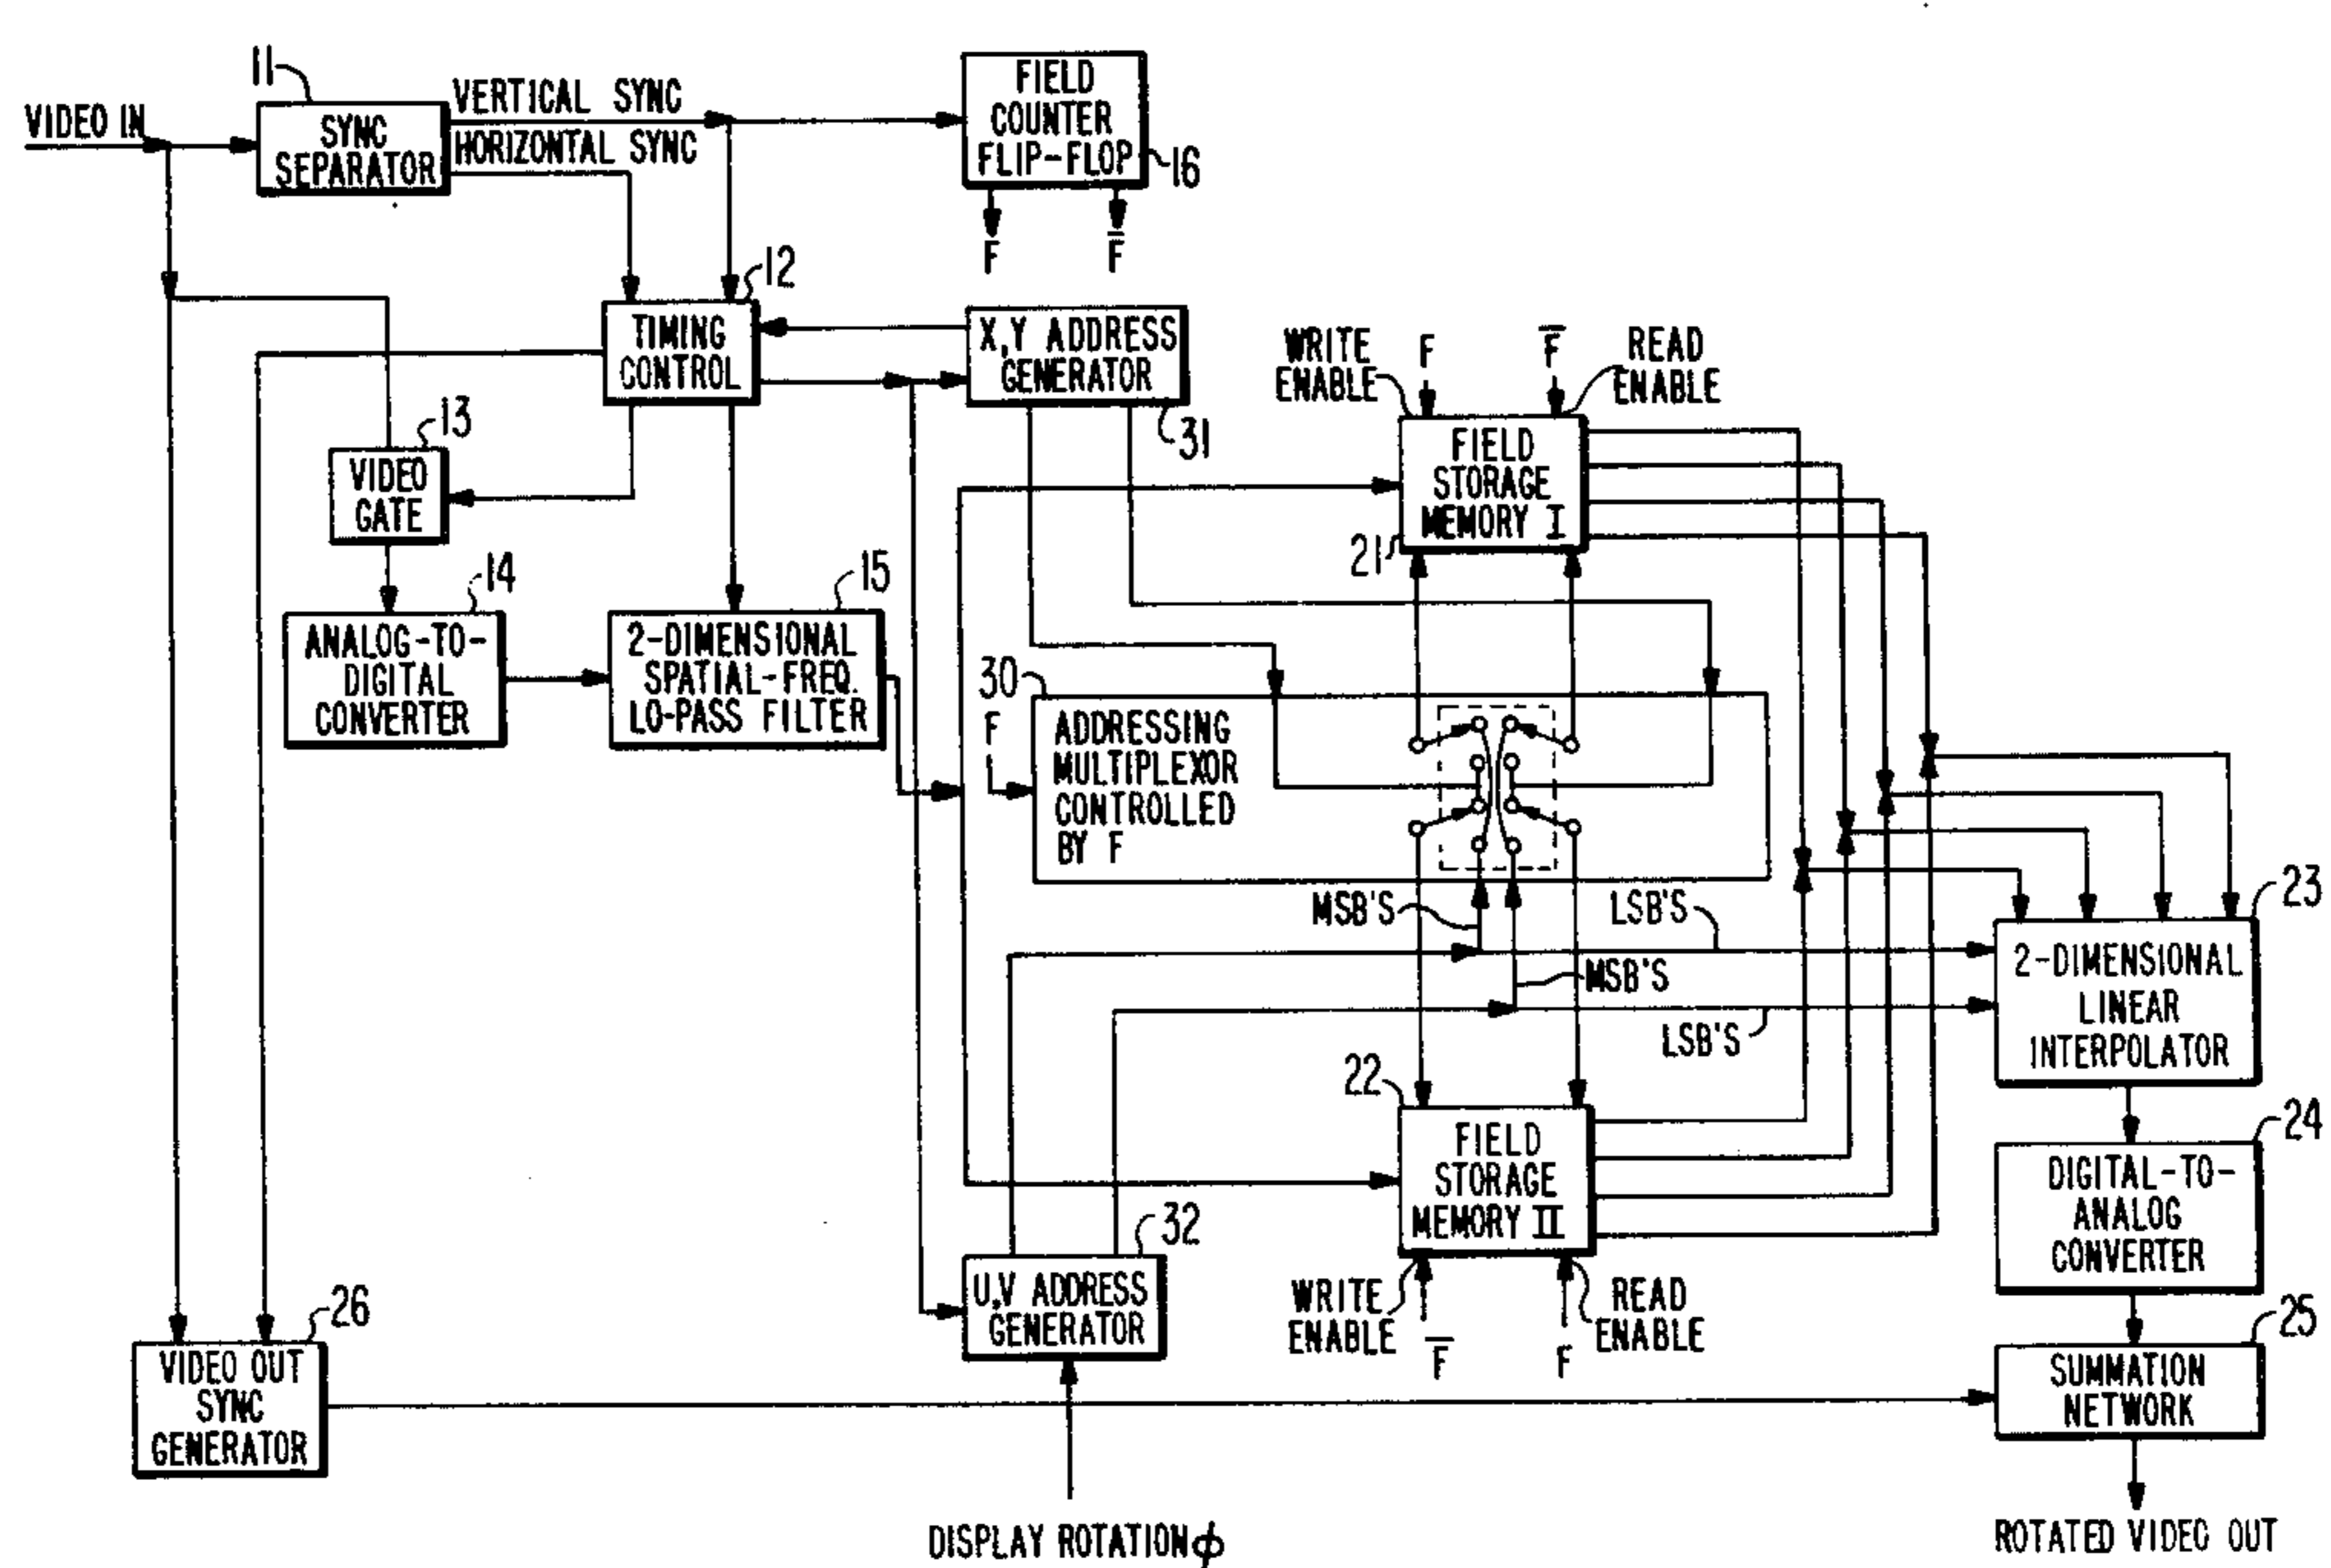 VIDEO IN
11
SYNC
SEPARATOR
VERTICAL SYNC
HORIZONTAL SYNC
FIELD
COUNTER
FLIP-FLOP
16
F
F̅
12
TIMING
CONTROL
X,Y ADDRESS
GENERATOR
31
13
VIDEO
GATE
14
ANALOG-TO-
DIGITAL
CONVERTER
15
2-DIMENSIONAL
SPATIAL-FREQ.
LO-PASS FILTER
WRITE
ENABLE
F
F̅
READ
ENABLE
FIELD
STORAGE
MEMORY I
21
30
F
ADDRESSING
MULTIPLEXOR
CONTROLLED
BY F
MSB'S
LSB'S
MSB'S
LSB'S
23
2-DIMENSIONAL
LINEAR
INTERPOLATOR
22
FIELD
STORAGE
MEMORY II
WRITE
ENABLE
F̅
F
READ
ENABLE
24
DIGITAL-TO-
ANALOG
CONVERTER
32
U,V ADDRESS
GENERATOR
26
VIDEO OUT
SYNC
GENERATOR
25
SUMMATION
NETWORK
DISPLAY ROTATION ϕ
ROTATED VIDEO OUT